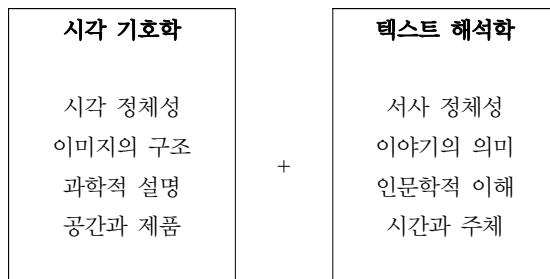 시각 기호학
시각 정체성
이미지의 구조
과학적 설명
공간과 제품
+
텍스트 해석학
서사 정체성
이야기의 의미
인문학적 이해
시간과 주체